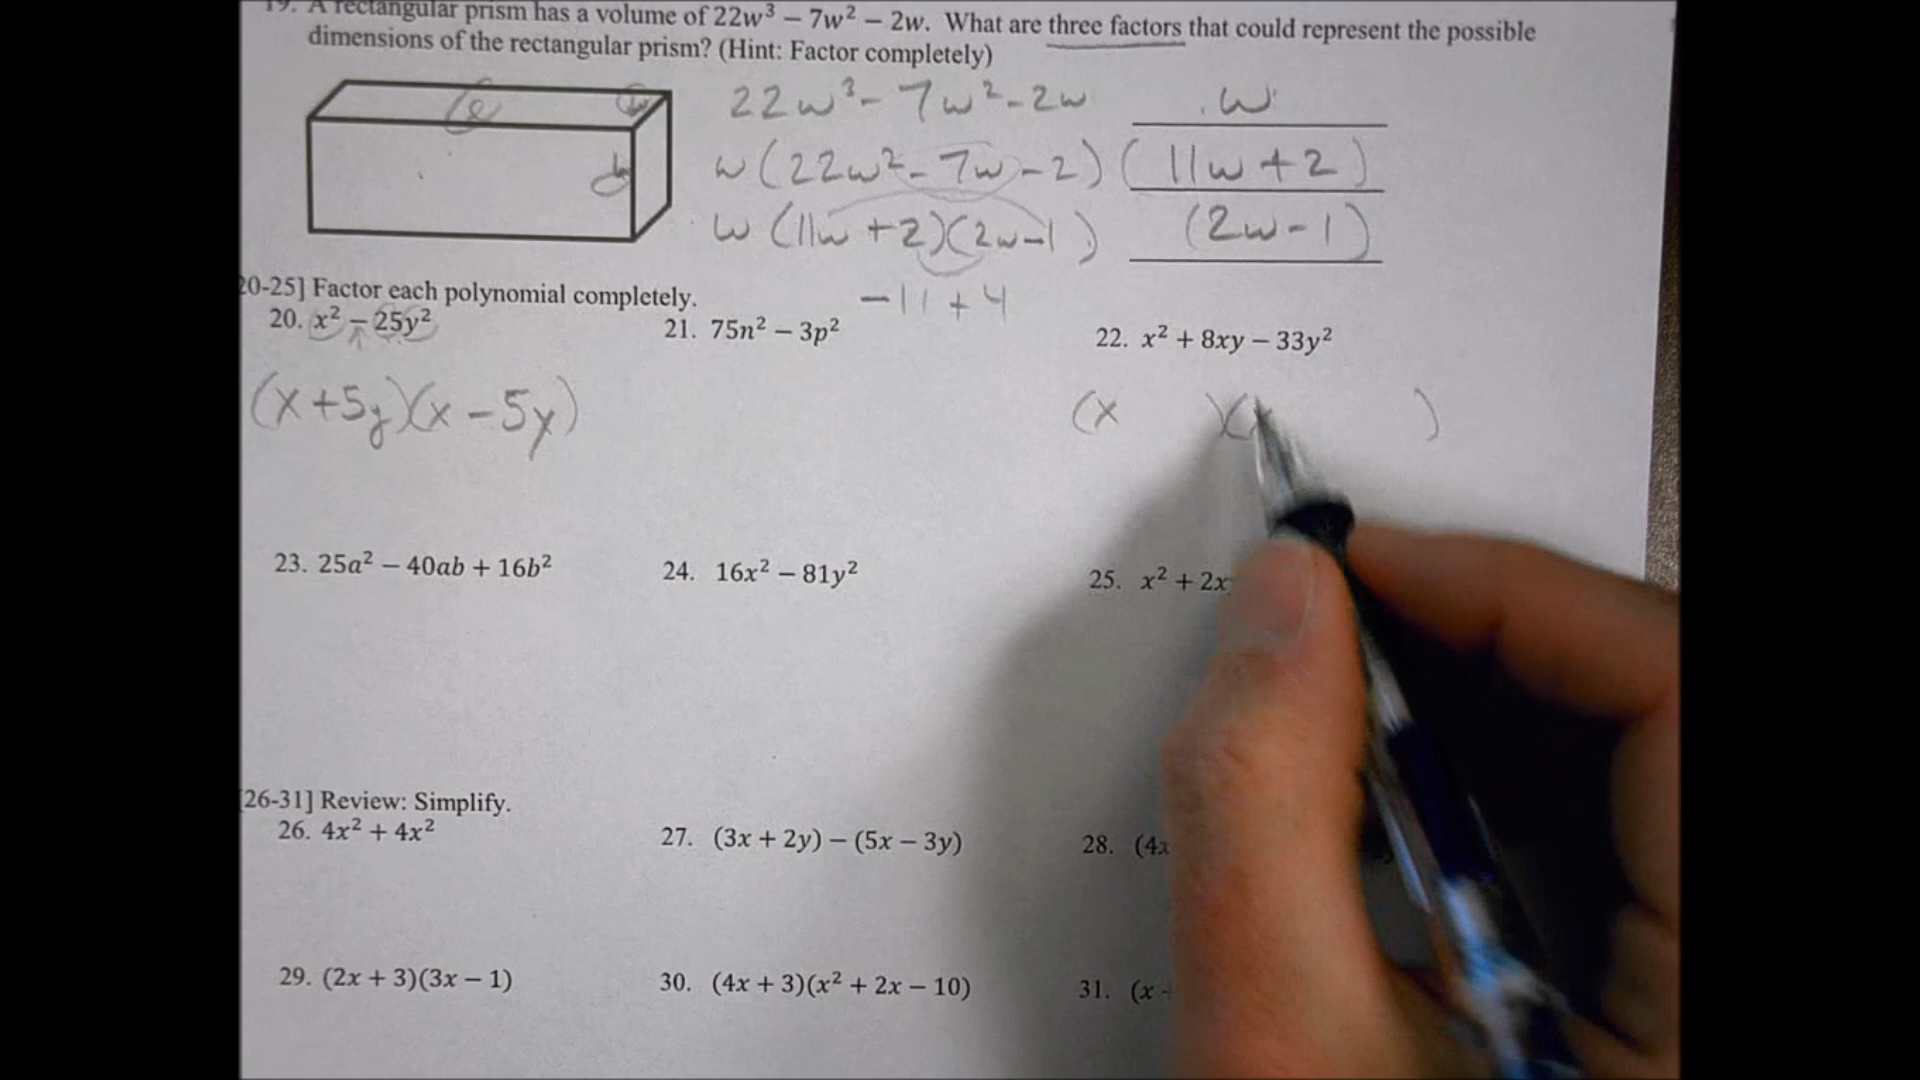 19. A rectangular prism has a volume of 22w³ − 7w² − 2w. What are three factors that could represent the possible
dimensions of the rectangular prism? (Hint: Factor completely)
22w³ - 7w² - 2w
w
w(22w² - 7w - 2)
(11w + 2)
w(11w + 2)(2w - 1)
(2w - 1)
-11 + 4
20-25] Factor each polynomial completely.
20. x² − 25y²
21. 75n² − 3p²
22. x² + 8xy − 33y²
(x + 5y)(x - 5y)
(x )( )
23. 25a² − 40ab + 16b²
24. 16x² − 81y²
25. x² + 2x
[26-31] Review: Simplify.
26. 4x² + 4x²
27. (3x + 2y) − (5x − 3y)
28. (4x
29. (2x + 3)(3x − 1)
30. (4x + 3)(x² + 2x − 10)
31. (x